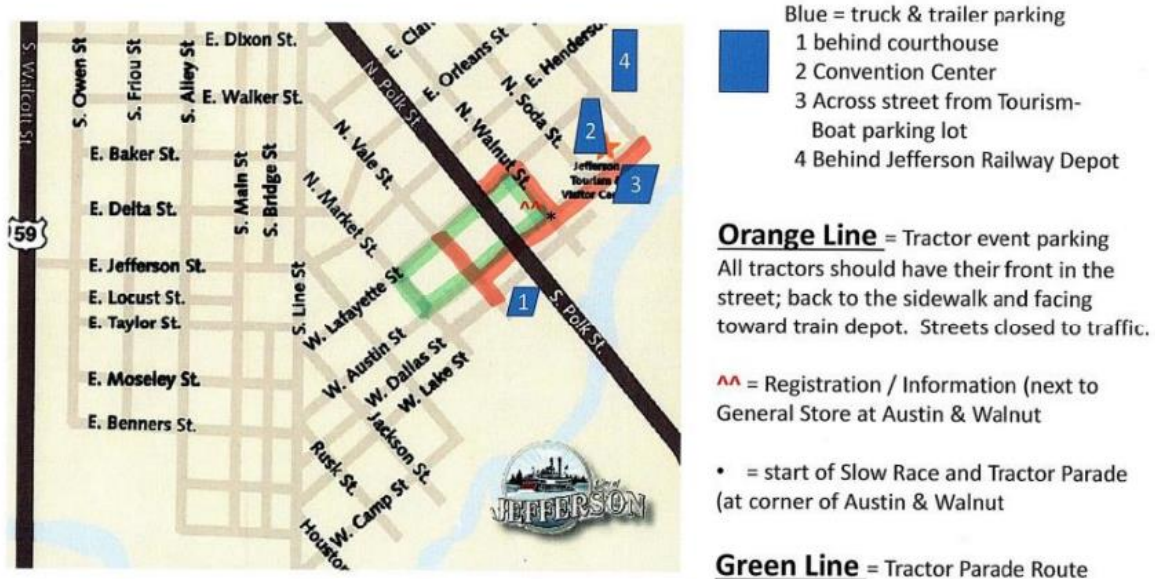 S. Walcott St.
59
S. Owen St
S. Friou St
S. Alley St
E. Dixon St.
E. Walker St.
E. Baker St.
E. Delta St.
S. Main St
S. Bridge St
E. Jefferson St.
E. Locust St.
E. Taylor St.
S. Line St
E. Moseley St.
E. Benners St.
N. Polk St.
E.
E. Orleans St
E. Henderson
N. Soda St.
N. Walnut St.
N. Vale St.
N. Market St.
4
2
Jefferson
Tourism
3
^^
*
1
S. Polk St.
W. Lafayette St
W. Austin St
W. Dallas St
W. Lake St
Jackson St.
Rusk St.
W. Camp St
Houston
City of
JEFFERSON
Blue = truck & trailer parking
1 behind courthouse
2 Convention Center
3 Across street from Tourism-
Boat parking lot
4 Behind Jefferson Railway Depot
Orange Line = Tractor event parking
All tractors should have their front in the
street; back to the sidewalk and facing
toward train depot. Streets closed to traffic.
^^ = Registration / Information (next to
General Store at Austin & Walnut
• = start of Slow Race and Tractor Parade
(at corner of Austin & Walnut
Green Line = Tractor Parade Route